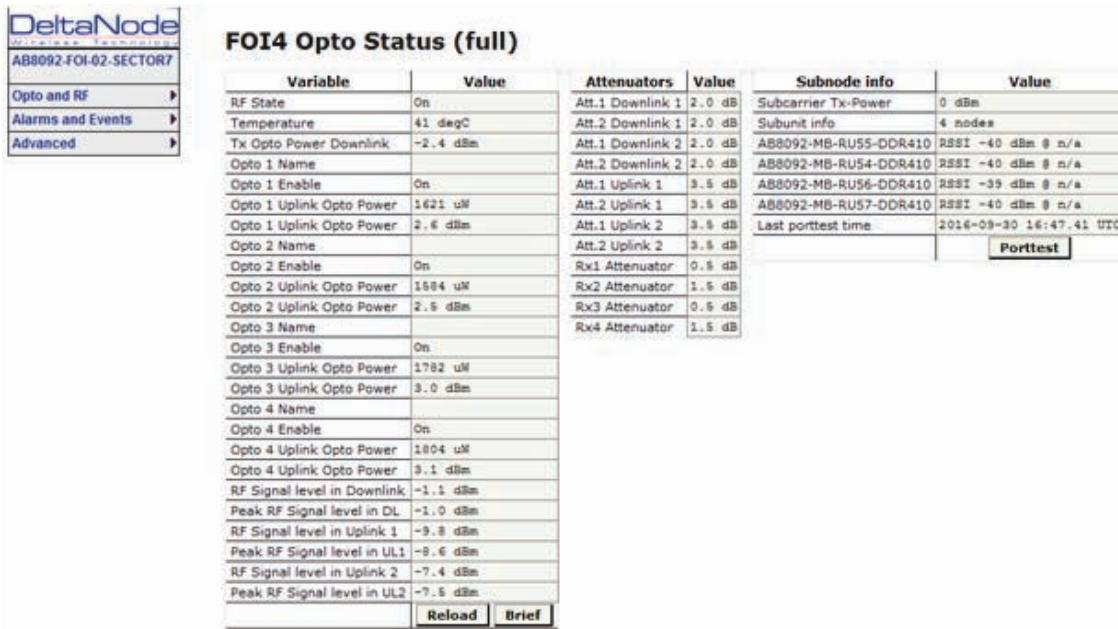 DeltaNode
Wireless Technology
AB8092-FOI-02-SECTOR7
Opto and RF
Alarms and Events
Advanced
FOI4 Opto Status (full)
Variable Value
RF State On
Temperature 41 degC
Tx Opto Power Downlink -2.4 dBm
Opto 1 Name
Opto 1 Enable On
Opto 1 Uplink Opto Power 1621 uW
Opto 1 Uplink Opto Power 2.6 dBm
Opto 2 Name
Opto 2 Enable On
Opto 2 Uplink Opto Power 1584 uW
Opto 2 Uplink Opto Power 2.5 dBm
Opto 3 Name
Opto 3 Enable On
Opto 3 Uplink Opto Power 1782 uW
Opto 3 Uplink Opto Power 3.0 dBm
Opto 4 Name
Opto 4 Enable On
Opto 4 Uplink Opto Power 1804 uW
Opto 4 Uplink Opto Power 3.1 dBm
RF Signal level in Downlink -1.1 dBm
Peak RF Signal level in DL -1.0 dBm
RF Signal level in Uplink 1 -9.8 dBm
Peak RF Signal level in UL1 -8.6 dBm
RF Signal level in Uplink 2 -7.4 dBm
Peak RF Signal level in UL2 -7.5 dBm
Reload Brief
Attenuators Value
Att.1 Downlink 1 2.0 dB
Att.2 Downlink 1 2.0 dB
Att.1 Downlink 2 2.0 dB
Att.2 Downlink 2 2.0 dB
Att.1 Uplink 1 3.5 dB
Att.2 Uplink 1 3.5 dB
Att.1 Uplink 2 3.5 dB
Att.2 Uplink 2 3.5 dB
Rx1 Attenuator 0.5 dB
Rx2 Attenuator 1.5 dB
Rx3 Attenuator 0.5 dB
Rx4 Attenuator 1.5 dB
Subnode info Value
Subcarrier Tx-Power 0 dBm
Subunit info 4 nodes
AB8092-MB-RU55-DDR410 RSSI -40 dBm @ n/a
AB8092-MB-RU54-DDR410 RSSI -40 dBm @ n/a
AB8092-MB-RU56-DDR410 RSSI -39 dBm @ n/a
AB8092-MB-RU57-DDR410 RSSI -40 dBm @ n/a
Last porttest time 2016-09-30 16:47.41 UTC
Porttest